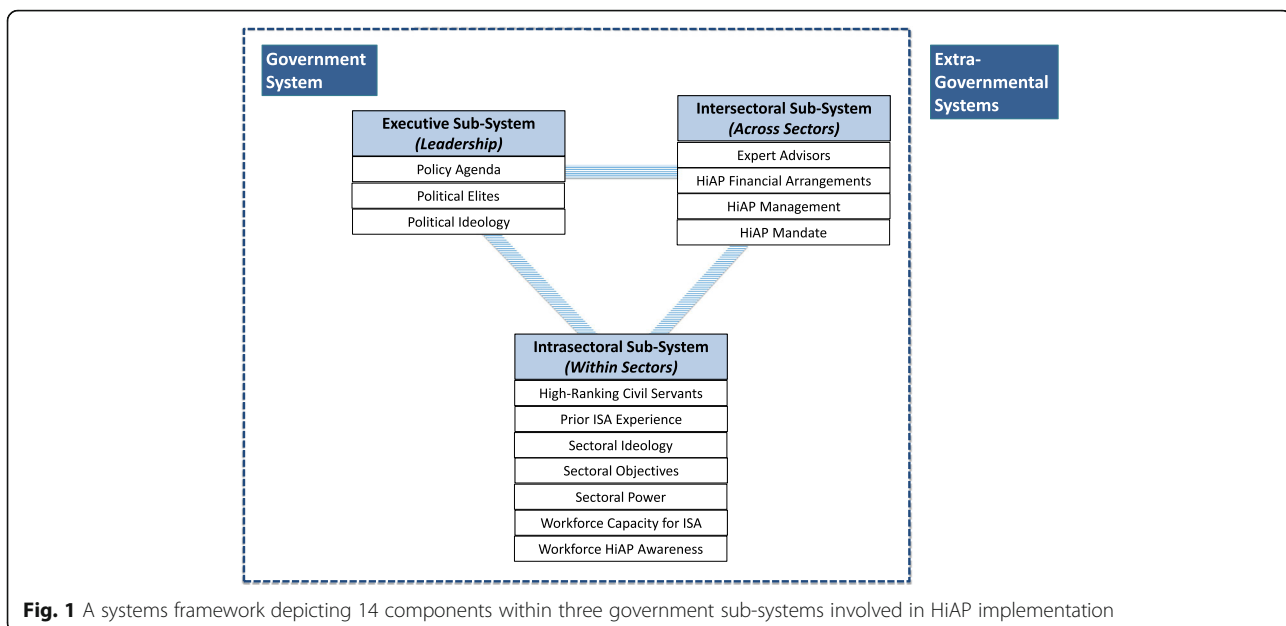 Government
System
Extra-
Governmental
Systems
Executive Sub-System
(Leadership)
Policy Agenda
Political Elites
Political Ideology
Intersectoral Sub-System
(Across Sectors)
Expert Advisors
HiAP Financial Arrangements
HiAP Management
HiAP Mandate
Intrasectoral Sub-System
(Within Sectors)
High-Ranking Civil Servants
Prior ISA Experience
Sectoral Ideology
Sectoral Objectives
Sectoral Power
Workforce Capacity for ISA
Workforce HiAP Awareness
Fig. 1 A systems framework depicting 14 components within three government sub-systems involved in HiAP implementation